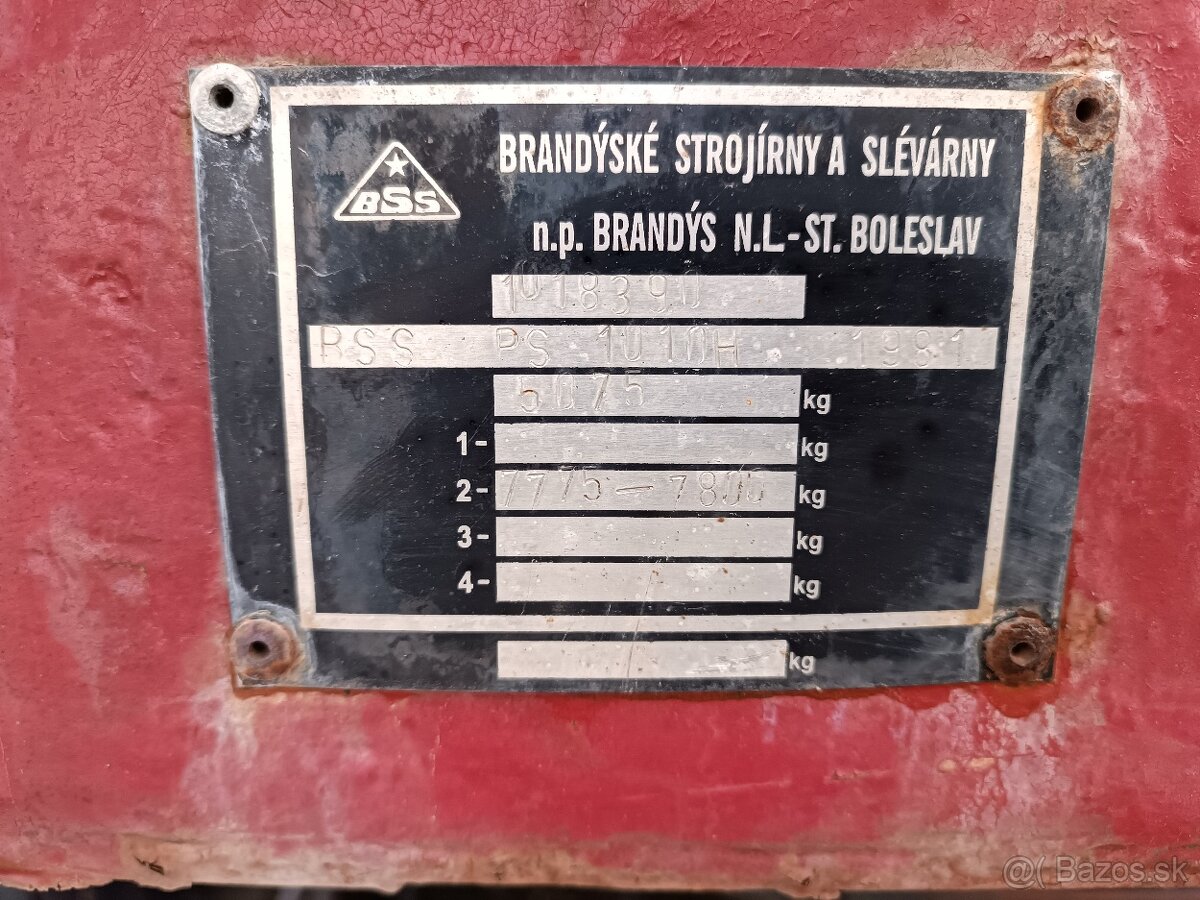 BSS
BRANDÝSKÉ STROJÍRNY A SLÉVÁRNY
n.p. BRANDÝS N.L.-ST. BOLESLAV
1018390
BSS PS 1010H 1981
5075 kg
1- kg
2- 7775-7800 kg
3- kg
4- kg
kg
@( Bazos.sk